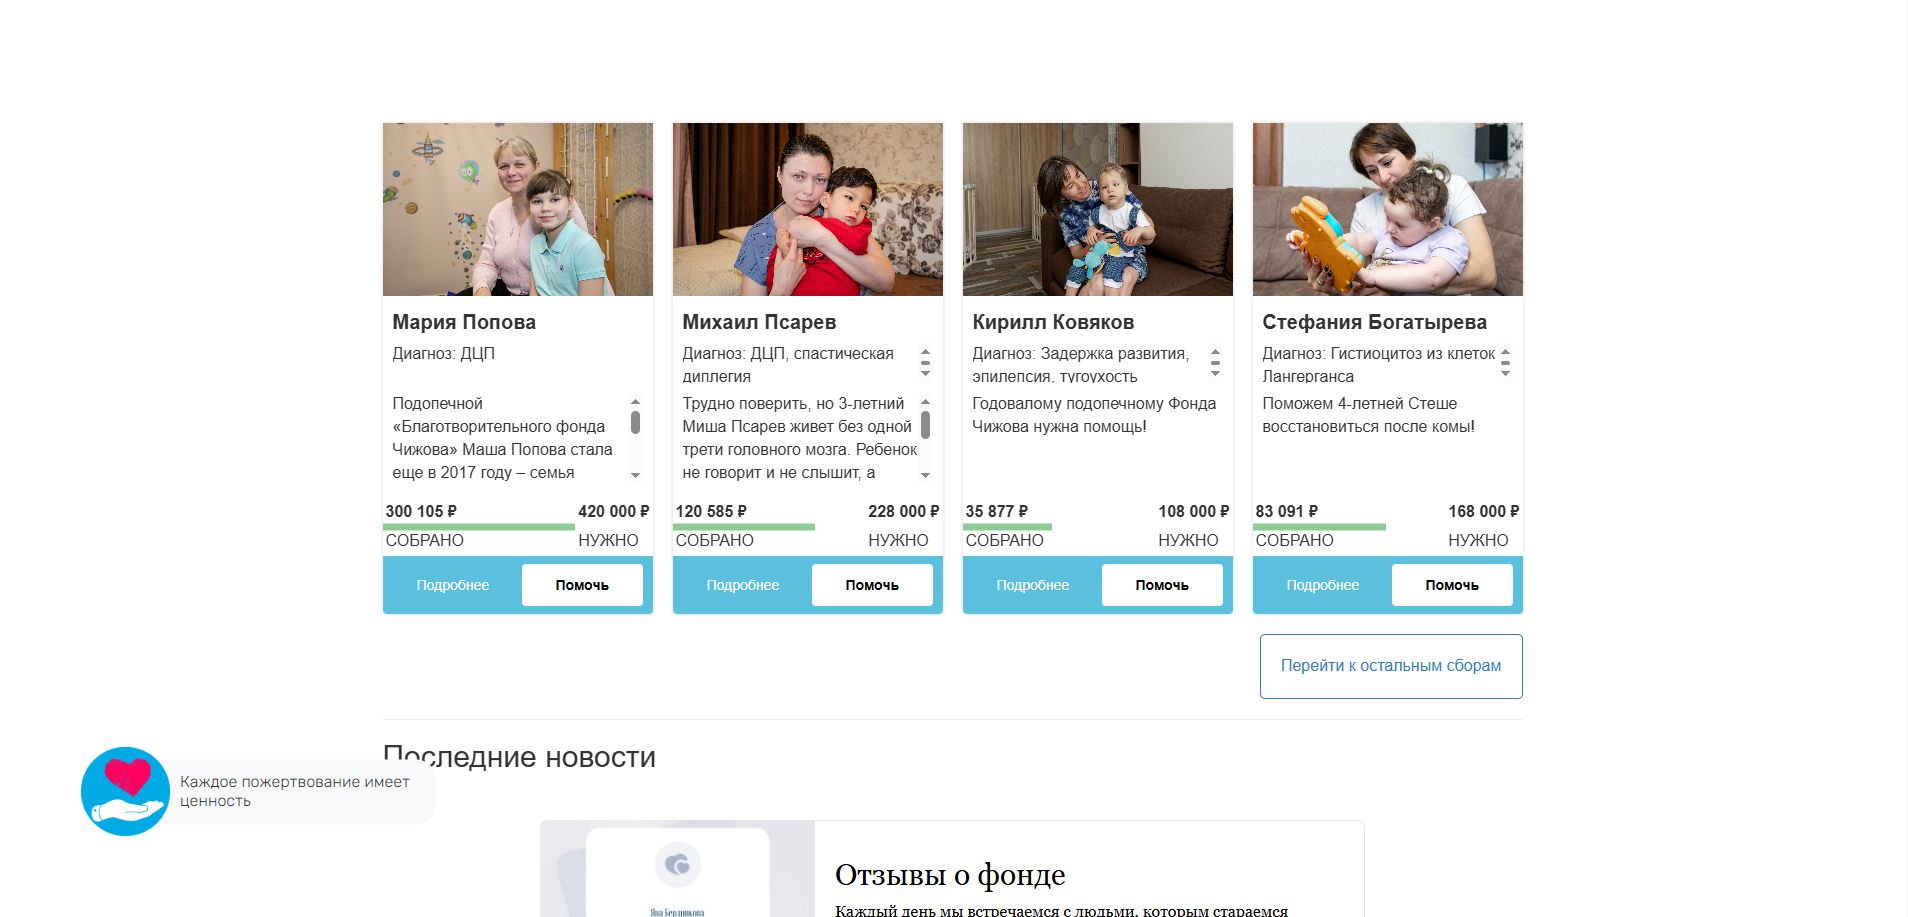 Мария Попова
Диагноз: ДЦП
Подопечной
«Благотворительного фонда
Чижова» Маша Попова стала
еще в 2017 году – семья
300 105 ₽ 420 000 ₽
СОБРАНО НУЖНО
Подробнее Помочь
Михаил Псарев
Диагноз: ДЦП, спастическая
диплегия
Трудно поверить, но 3-летний
Миша Псарев живет без одной
трети головного мозга. Ребенок
не говорит и не слышит, а
120 585 ₽ 228 000 ₽
СОБРАНО НУЖНО
Подробнее Помочь
Кирилл Ковяков
Диагноз: Задержка развития,
эпилепсия, тугоухость
Годовалому подопечному Фонда
Чижова нужна помощь!
35 877 ₽ 108 000 ₽
СОБРАНО НУЖНО
Подробнее Помочь
Стефания Богатырева
Диагноз: Гистиоцитоз из клеток
Лангерганса
Поможем 4-летней Стеше
восстановиться после комы!
83 091 ₽ 168 000 ₽
СОБРАНО НУЖНО
Подробнее Помочь
Перейти к остальным сборам
Последние новости
Каждое пожертвование имеет
ценность
Яна Бердникова
Отзывы о фонде
Каждый день мы встречаемся с людьми, которым стараемся